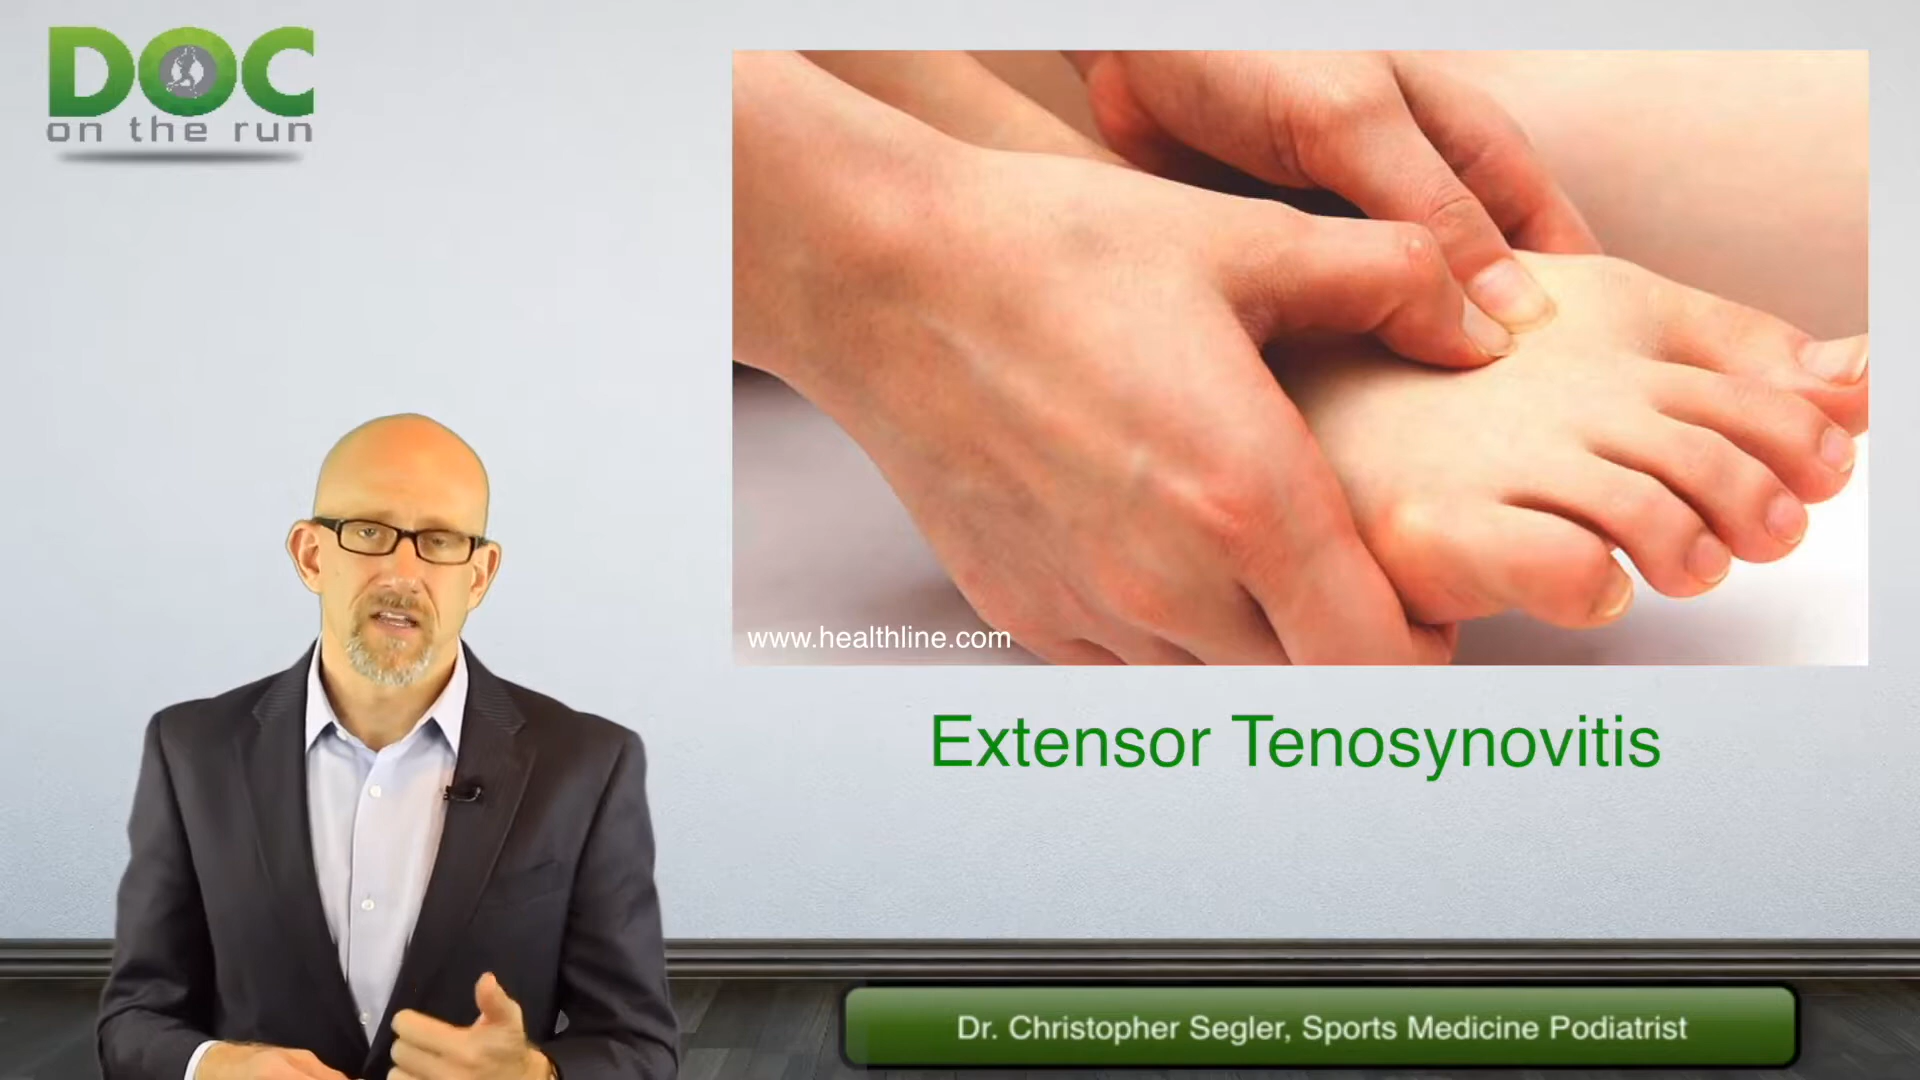 DOC
on the run
www.healthline.com
Extensor Tenosynovitis
Dr. Christopher Segler, Sports Medicine Podiatrist